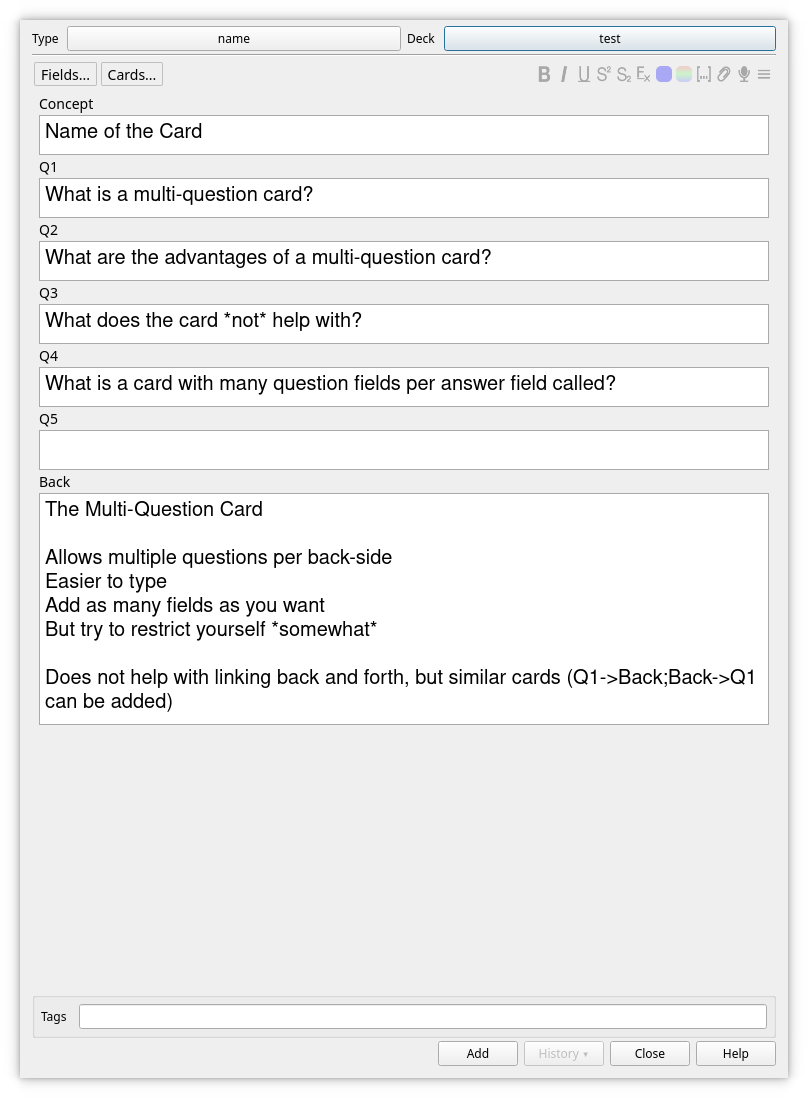 Type name Deck test
Fields... Cards... B I U S² S₂ Ex [...]
Concept
Name of the Card
Q1
What is a multi-question card?
Q2
What are the advantages of a multi-question card?
Q3
What does the card *not* help with?
Q4
What is a card with many question fields per answer field called?
Q5
Back
The Multi-Question Card
Allows multiple questions per back-side
Easier to type
Add as many fields as you want
But try to restrict yourself *somewhat*
Does not help with linking back and forth, but similar cards (Q1->Back;Back->Q1
can be added)
Tags
Add History ▾ Close Help